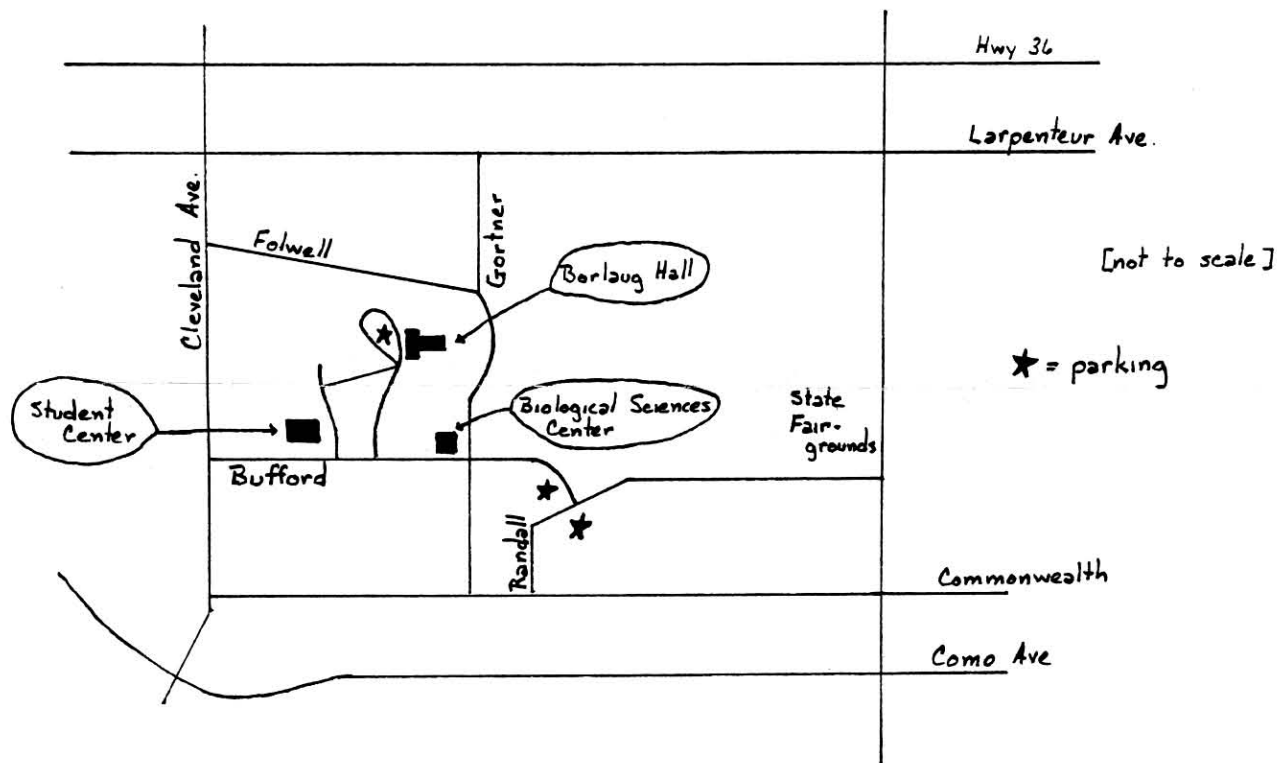 Hwy 36
Larpenteur Ave.
Cleveland Ave.
Folwell
Gortner
Borlaug Hall
[not to scale]
★ = parking
Student
Center
Biological Sciences
Center
State
Fair-
grounds
Bufford
Randall
Commonwealth
Como Ave